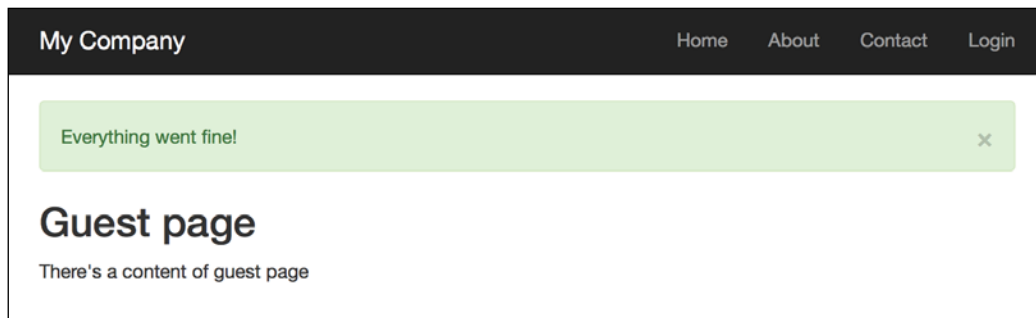 My Company Home About Contact Login
Everything went fine! ×
Guest page
There's a content of guest page